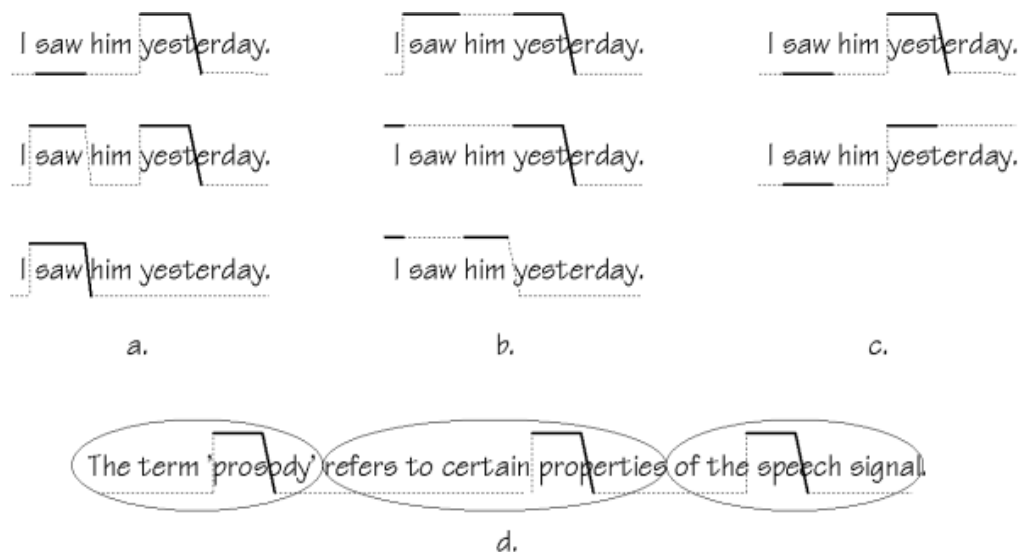 I saw him yesterday.
I saw him yesterday.
I saw him yesterday.
I saw him yesterday.
I saw him yesterday.
I saw him yesterday.
I saw him yesterday.
I saw him yesterday.
a.
b.
c.
The term 'prosody' refers to certain properties of the speech signal.
d.